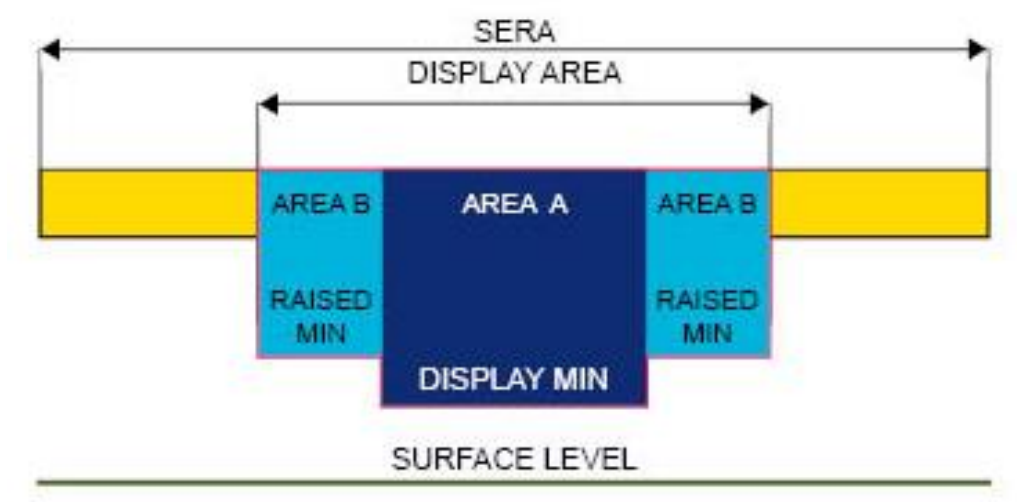 SERA
DISPLAY AREA
AREA B
AREA A
AREA B
RAISED
MIN
RAISED
MIN
DISPLAY MIN
SURFACE LEVEL